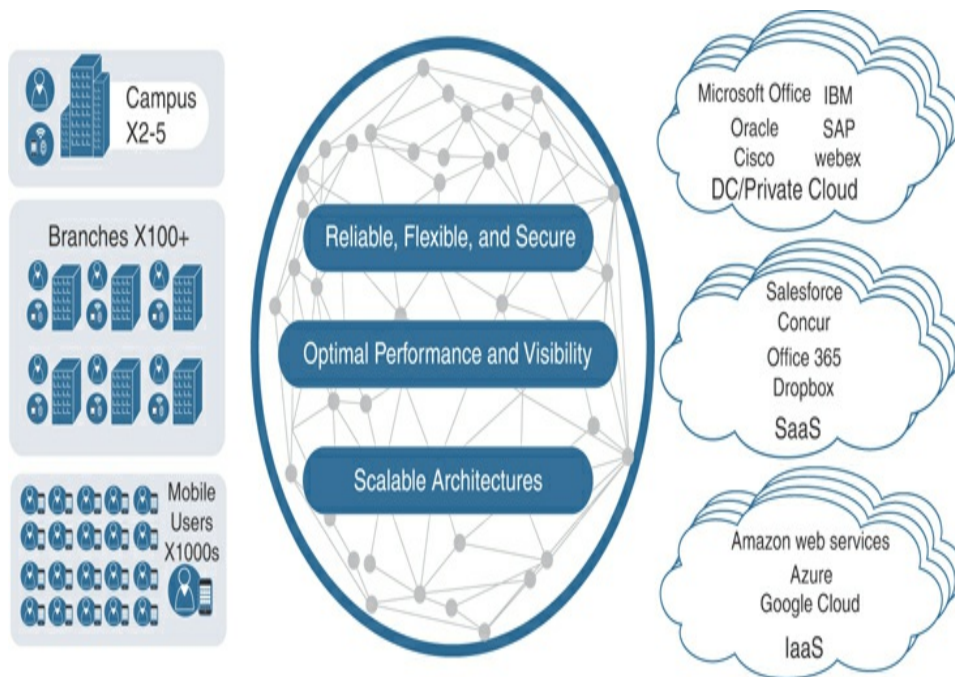 Campus
X2-5
Branches X100+
Mobile
Users
X1000s
Reliable, Flexible, and Secure
Optimal Performance and Visibility
Scalable Architectures
Microsoft Office IBM
Oracle SAP
Cisco webex
DC/Private Cloud
Salesforce
Concur
Office 365
Dropbox
SaaS
Amazon web services
Azure
Google Cloud
IaaS